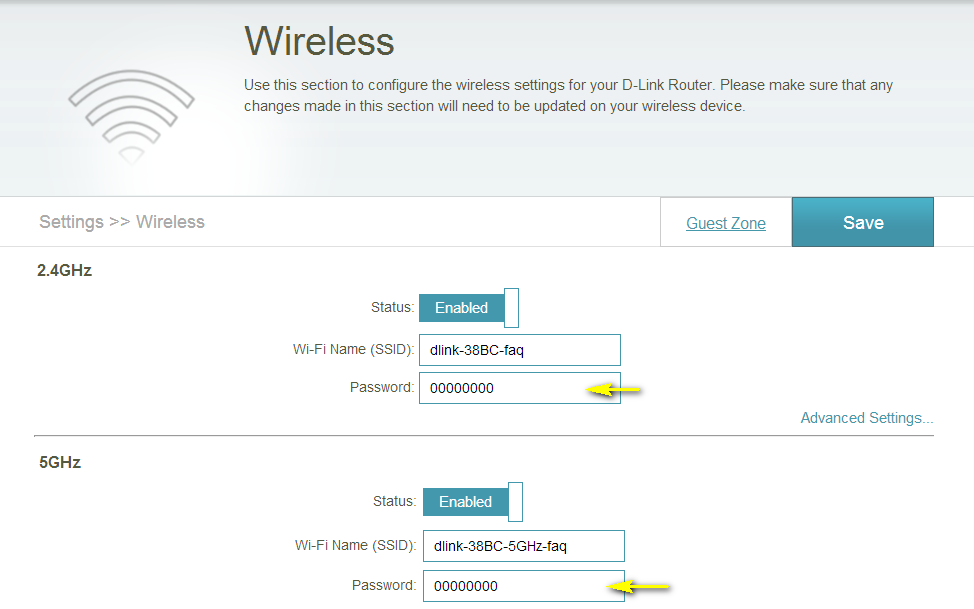 Wireless
Use this section to configure the wireless settings for your D-Link Router. Please make sure that any
changes made in this section will need to be updated on your wireless device.
Settings >> Wireless
Guest Zone
Save
2.4GHz
Status: Enabled
Wi-Fi Name (SSID): dlink-38BC-faq
Password: 00000000
Advanced Settings...
5GHz
Status: Enabled
Wi-Fi Name (SSID): dlink-38BC-5GHz-faq
Password: 00000000